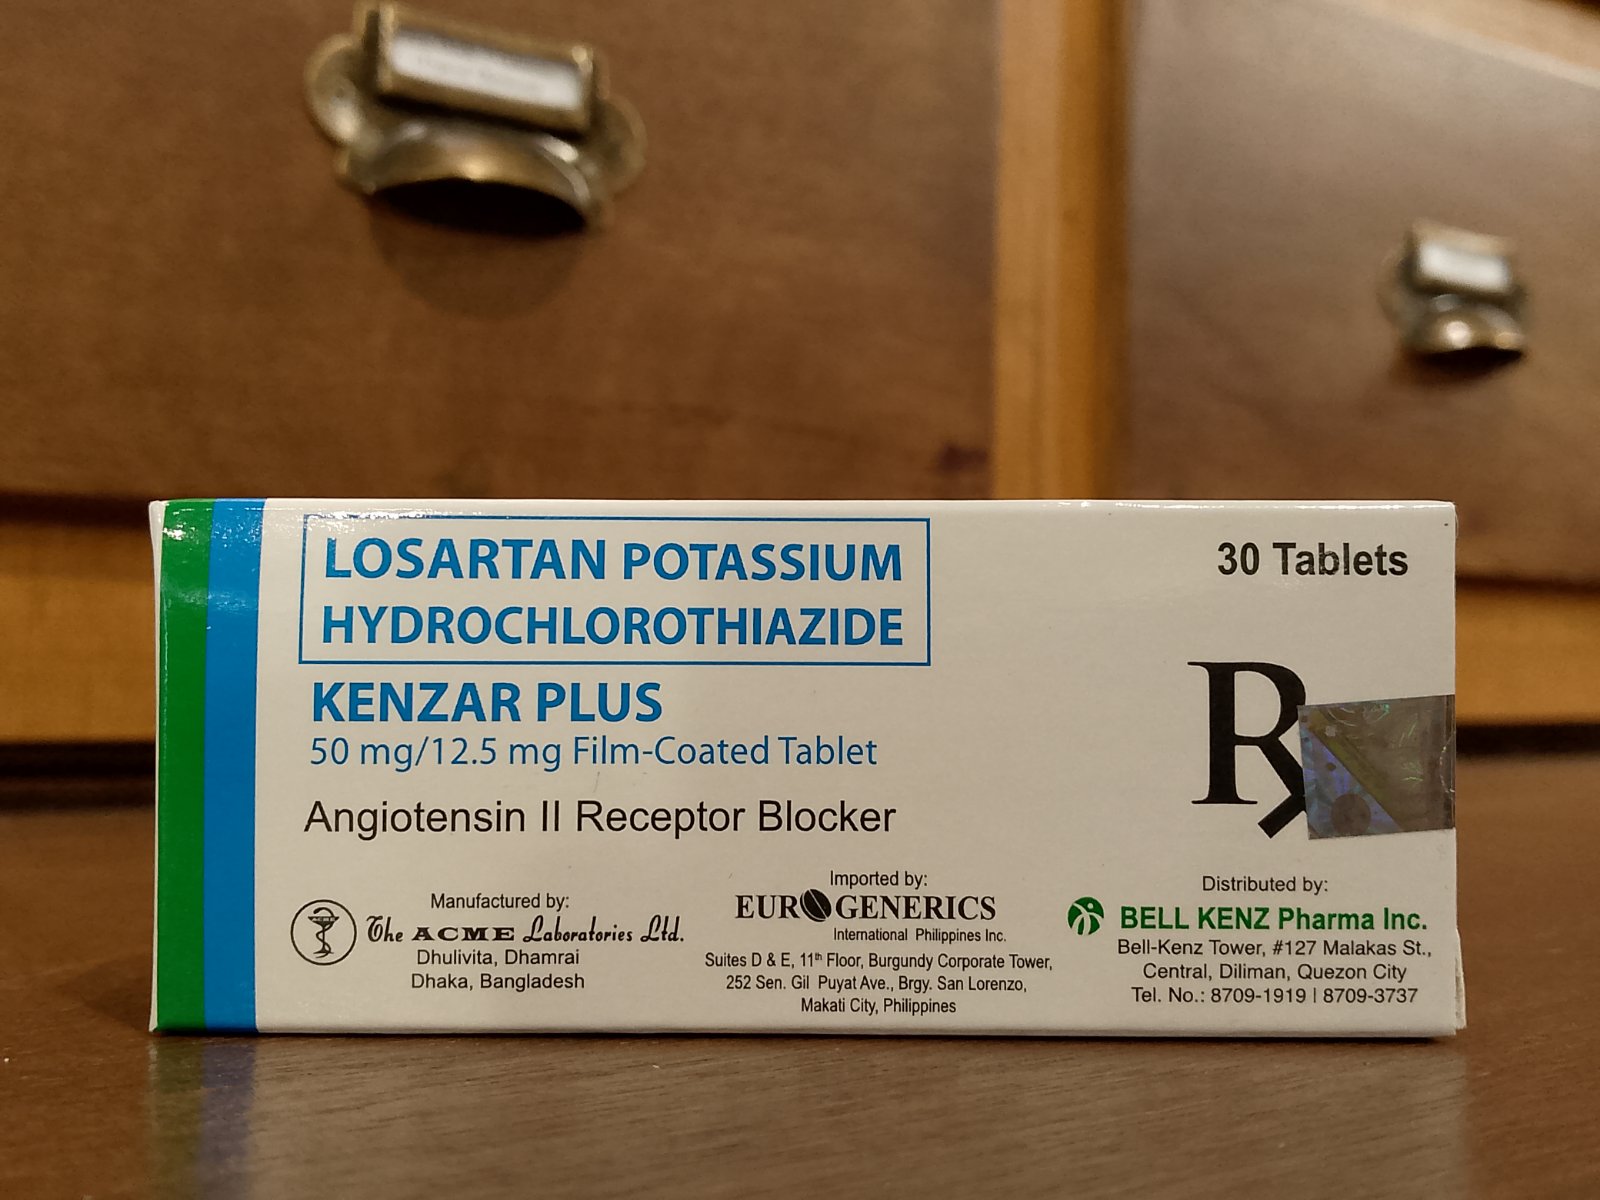 LOSARTAN POTASSIUM
HYDROCHLOROTHIAZIDE
KENZAR PLUS
50 mg/12.5 mg Film-Coated Tablet
Angiotensin II Receptor Blocker
30 Tablets
Rx
Manufactured by:
The ACME Laboratories Ltd.
Dhulivita, Dhamrai
Dhaka, Bangladesh
Imported by:
EUROGENERICS
International Philippines Inc.
Suites D & E, 11th Floor, Burgundy Corporate Tower,
252 Sen. Gil Puyat Ave., Brgy. San Lorenzo,
Makati City, Philippines
Distributed by:
BELL KENZ Pharma Inc.
Bell-Kenz Tower, #127 Malakas St.,
Central, Diliman, Quezon City
Tel. No.: 8709-1919 | 8709-3737